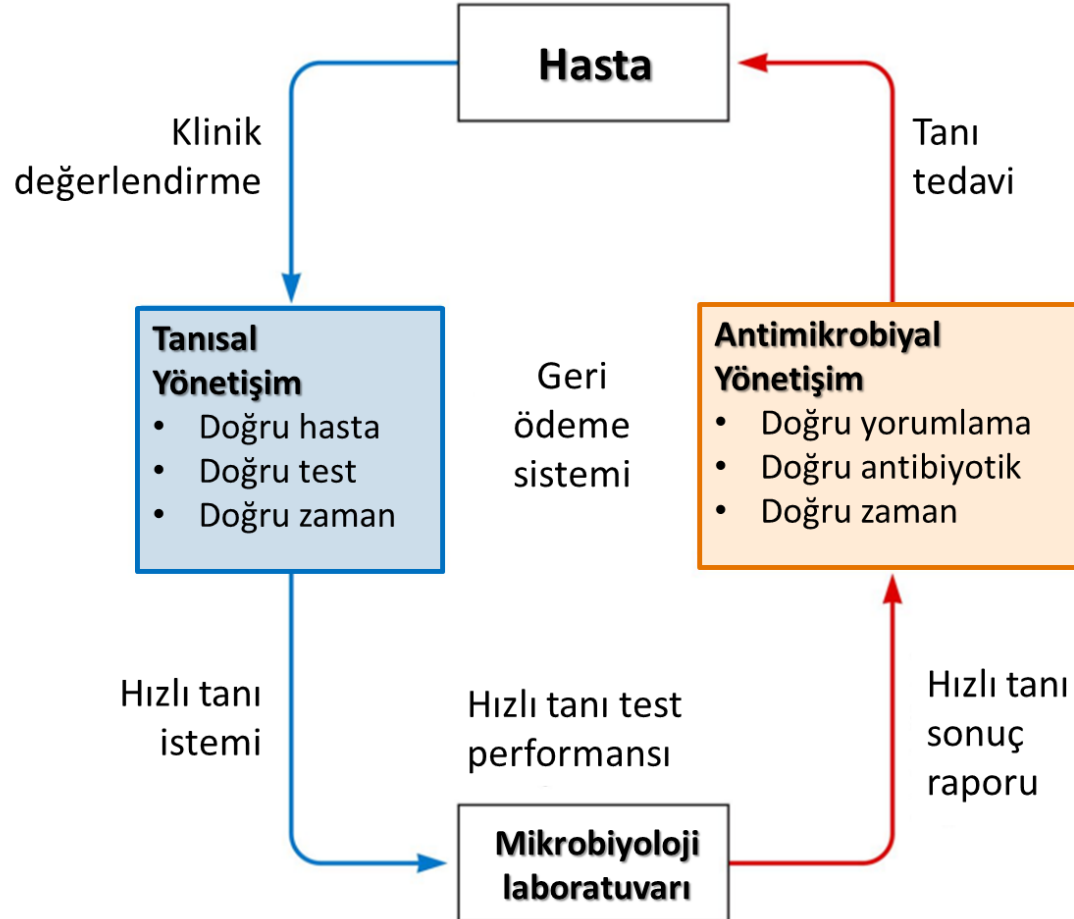 Hasta
Klinik
değerlendirme
Tanı
tedavi
Tanısal
Yönetişim
• Doğru hasta
• Doğru test
• Doğru zaman
Geri
ödeme
sistemi
Antimikrobiyal
Yönetişim
• Doğru yorumlama
• Doğru antibiyotik
• Doğru zaman
Hızlı tanı
istemi
Hızlı tanı test
performansı
Hızlı tanı
sonuç
raporu
Mikrobiyoloji
laboratuvarı